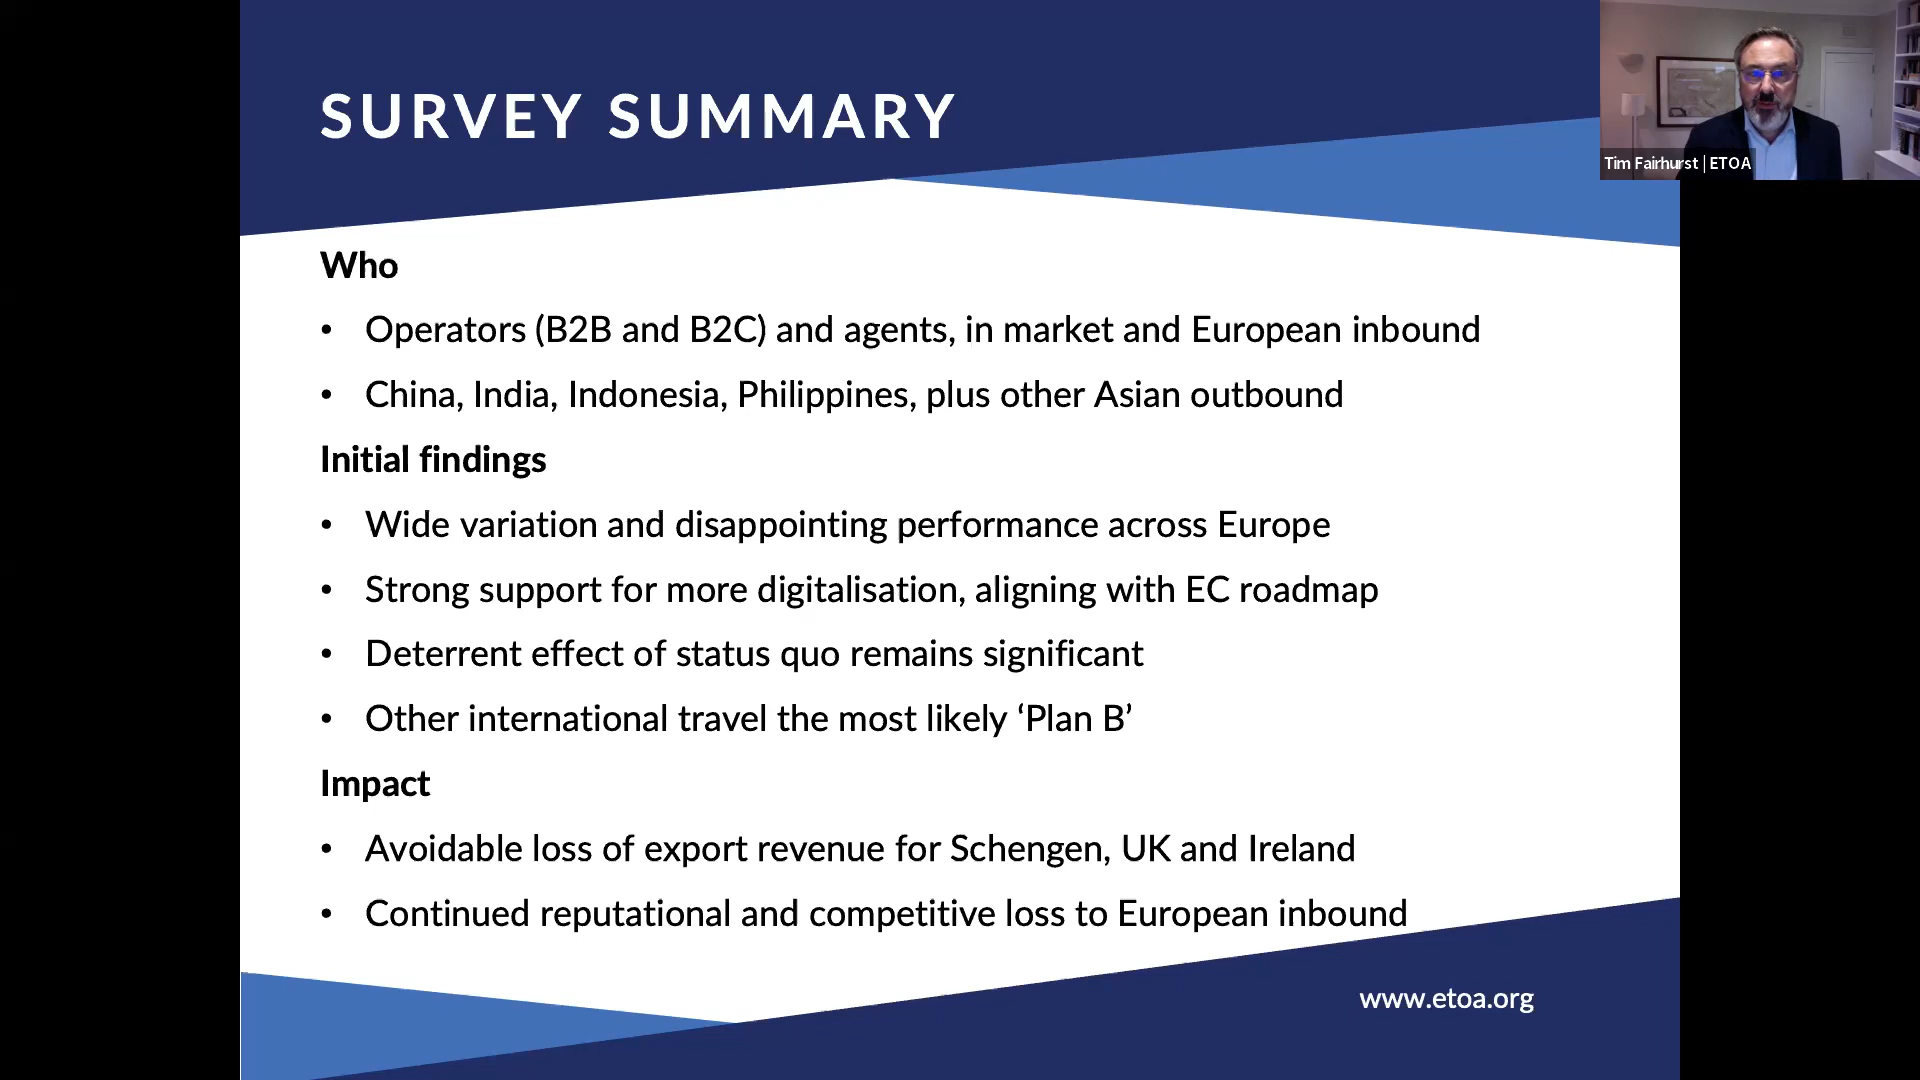 SURVEY SUMMARY
Tim Fairhurst | ETOA
Who
• Operators (B2B and B2C) and agents, in market and European inbound
• China, India, Indonesia, Philippines, plus other Asian outbound
Initial findings
• Wide variation and disappointing performance across Europe
• Strong support for more digitalisation, aligning with EC roadmap
• Deterrent effect of status quo remains significant
• Other international travel the most likely ‘Plan B’
Impact
• Avoidable loss of export revenue for Schengen, UK and Ireland
• Continued reputational and competitive loss to European inbound
www.etoa.org